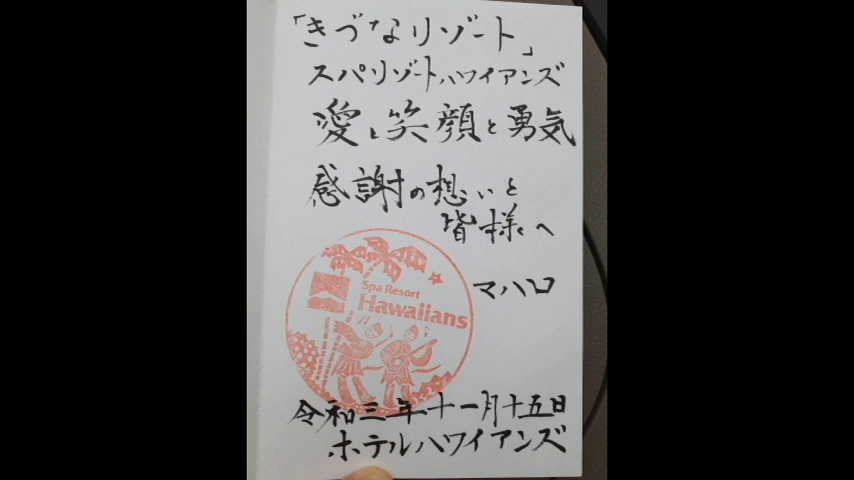 「きづなリゾート」
スパリゾートハワイアンズ
愛と笑顔と勇気
感謝の想いを
皆様へ
マハロ
Spa Resort
Hawaiians
令和三年十一月十五日
ホテルハワイアンズ